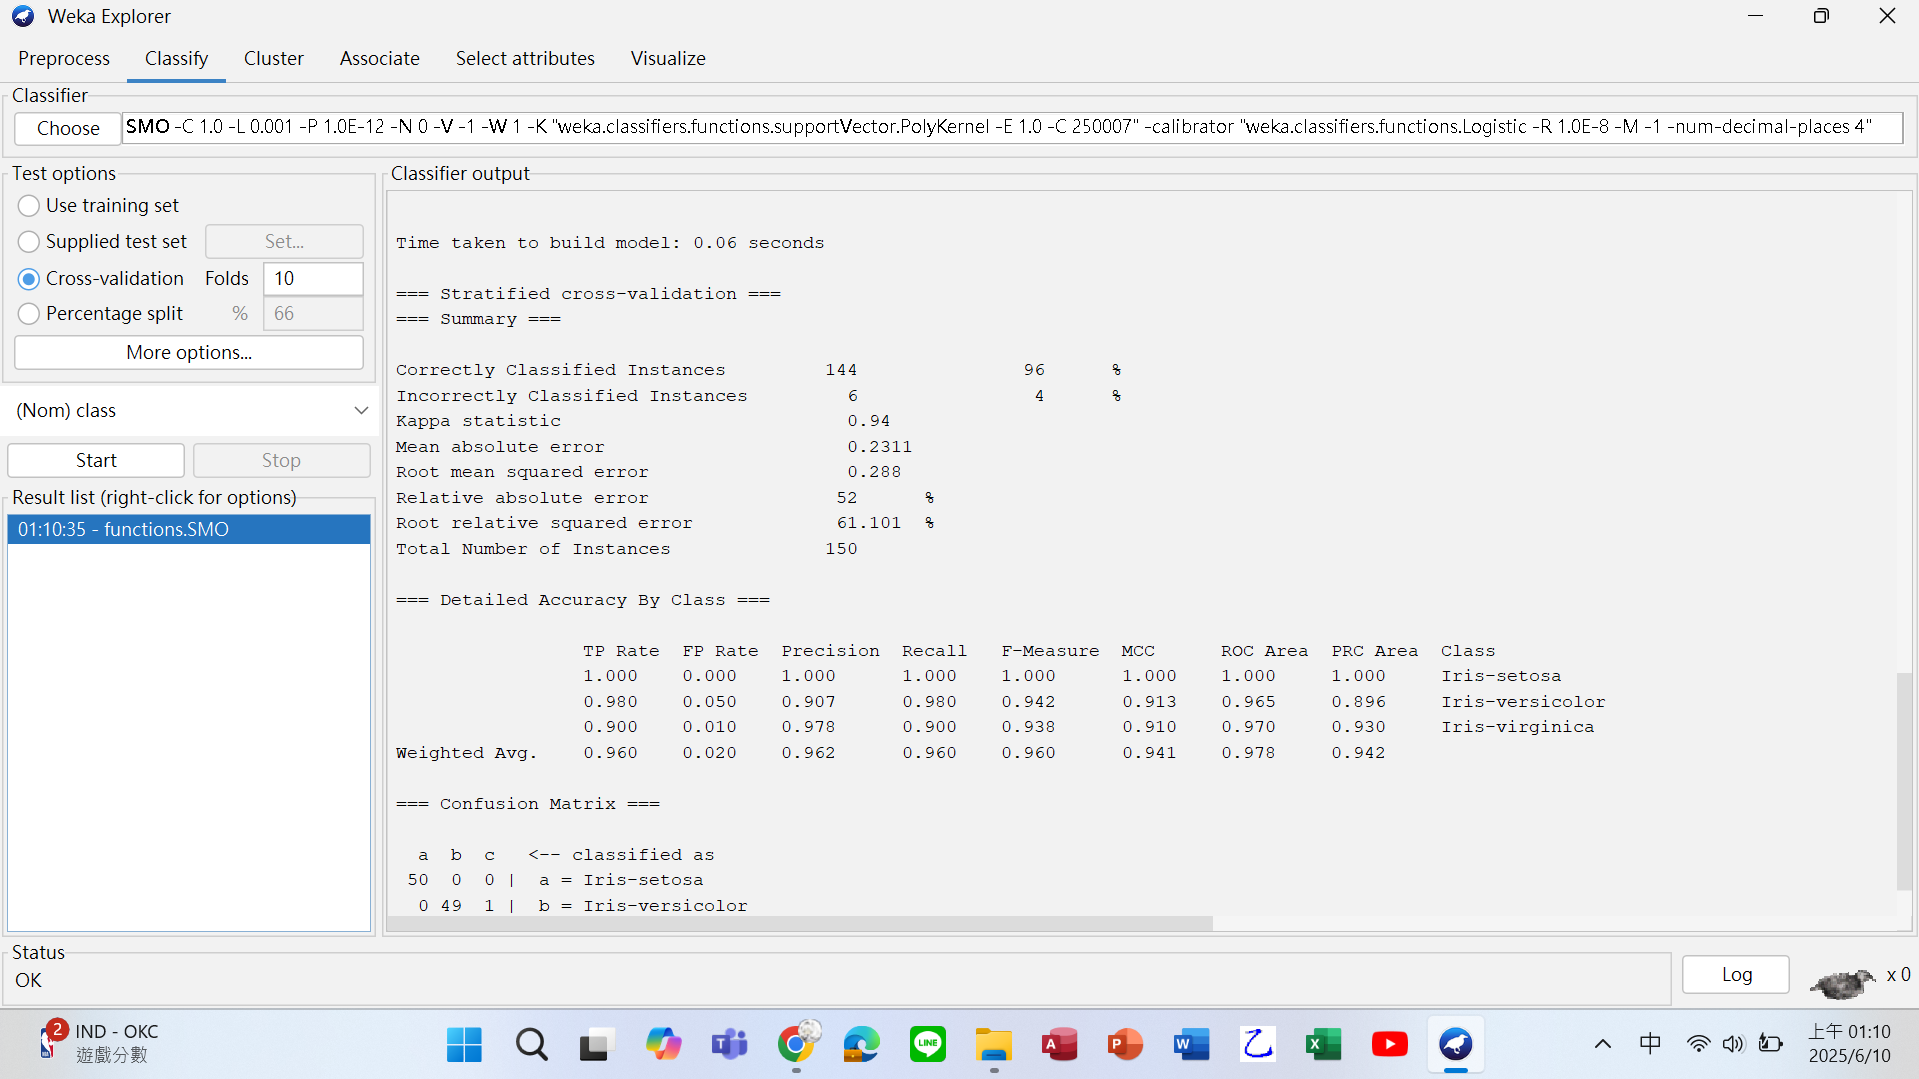 Weka Explorer
Preprocess Classify Cluster Associate Select attributes Visualize
Classifier
Choose SMO -C 1.0 -L 0.001 -P 1.0E-12 -N 0 -V -1 -W 1 -K "weka.classifiers.functions.supportVector.PolyKernel -E 1.0 -C 250007" -calibrator "weka.classifiers.functions.Logistic -R 1.0E-8 -M -1 -num-decimal-places 4"
Test options
Use training set
Supplied test set Set...
Cross-validation Folds 10
Percentage split % 66
More options...
(Nom) class
Start Stop
Result list (right-click for options)
01:10:35 - functions.SMO
Classifier output
Time taken to build model: 0.06 seconds
=== Stratified cross-validation ===
=== Summary ===
Correctly Classified Instances 144 96 %
Incorrectly Classified Instances 6 4 %
Kappa statistic 0.94
Mean absolute error 0.2311
Root mean squared error 0.288
Relative absolute error 52 %
Root relative squared error 61.101 %
Total Number of Instances 150
=== Detailed Accuracy By Class ===
TP Rate FP Rate Precision Recall F-Measure MCC ROC Area PRC Area Class
1.000 0.000 1.000 1.000 1.000 1.000 1.000 1.000 Iris-setosa
0.980 0.050 0.907 0.980 0.942 0.913 0.965 0.896 Iris-versicolor
0.900 0.010 0.978 0.900 0.938 0.910 0.970 0.930 Iris-virginica
Weighted Avg. 0.960 0.020 0.962 0.960 0.960 0.941 0.978 0.942
=== Confusion Matrix ===
a b c <-- classified as
50 0 0 | a = Iris-setosa
0 49 1 | b = Iris-versicolor
Status
OK
Log x 0
2 IND - OKC
遊戲分數
LINE
A
P
W
X
中
上午 01:10
2025/6/10